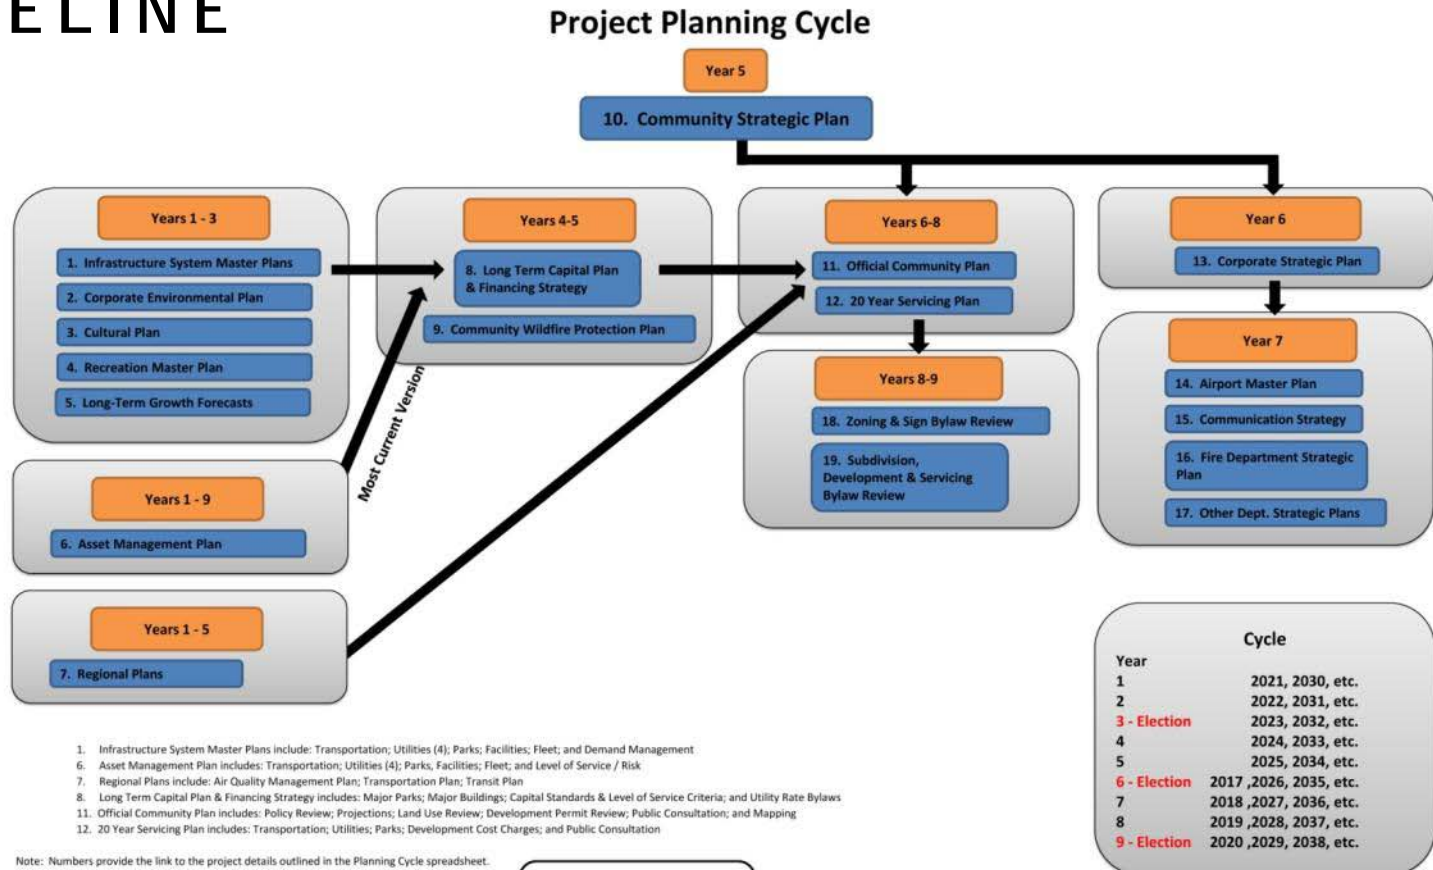 ELINE
Project Planning Cycle
Year 5
10. Community Strategic Plan
Years 1 - 3
1. Infrastructure System Master Plans
2. Corporate Environmental Plan
3. Cultural Plan
4. Recreation Master Plan
5. Long-Term Growth Forecasts
Years 4-5
8. Long Term Capital Plan
& Financing Strategy
9. Community Wildfire Protection Plan
Years 6-8
11. Official Community Plan
12. 20 Year Servicing Plan
Year 6
13. Corporate Strategic Plan
Years 1 - 9
6. Asset Management Plan
Most Current Version
Years 8-9
18. Zoning & Sign Bylaw Review
19. Subdivision,
Development & Servicing
Bylaw Review
Year 7
14. Airport Master Plan
15. Communication Strategy
16. Fire Department Strategic
Plan
17. Other Dept. Strategic Plans
Years 1 - 5
7. Regional Plans
Cycle
Year
1 2021, 2030, etc.
2 2022, 2031, etc.
3 - Election 2023, 2032, etc.
4 2024, 2033, etc.
5 2025, 2034, etc.
6 - Election 2017 ,2026, 2035, etc.
7 2018 ,2027, 2036, etc.
8 2019 ,2028, 2037, etc.
9 - Election 2020 ,2029, 2038, etc.
1. Infrastructure System Master Plans include: Transportation; Utilities (4); Parks; Facilities; Fleet; and Demand Management
6. Asset Management Plan includes: Transportation; Utilities (4); Parks, Facilities; Fleet; and Level of Service / Risk
7. Regional Plans include: Air Quality Management Plan; Transportation Plan; Transit Plan
8. Long Term Capital Plan & Financing Strategy includes: Major Parks; Major Buildings; Capital Standards & Level of Service Criteria; and Utility Rate Bylaws
11. Official Community Plan includes: Policy Review; Projections; Land Use Review; Development Permit Review; Public Consultation; and Mapping
12. 20 Year Servicing Plan includes: Transportation; Utilities; Parks; Development Cost Charges; and Public Consultation
Note: Numbers provide the link to the project details outlined in the Planning Cycle spreadsheet.